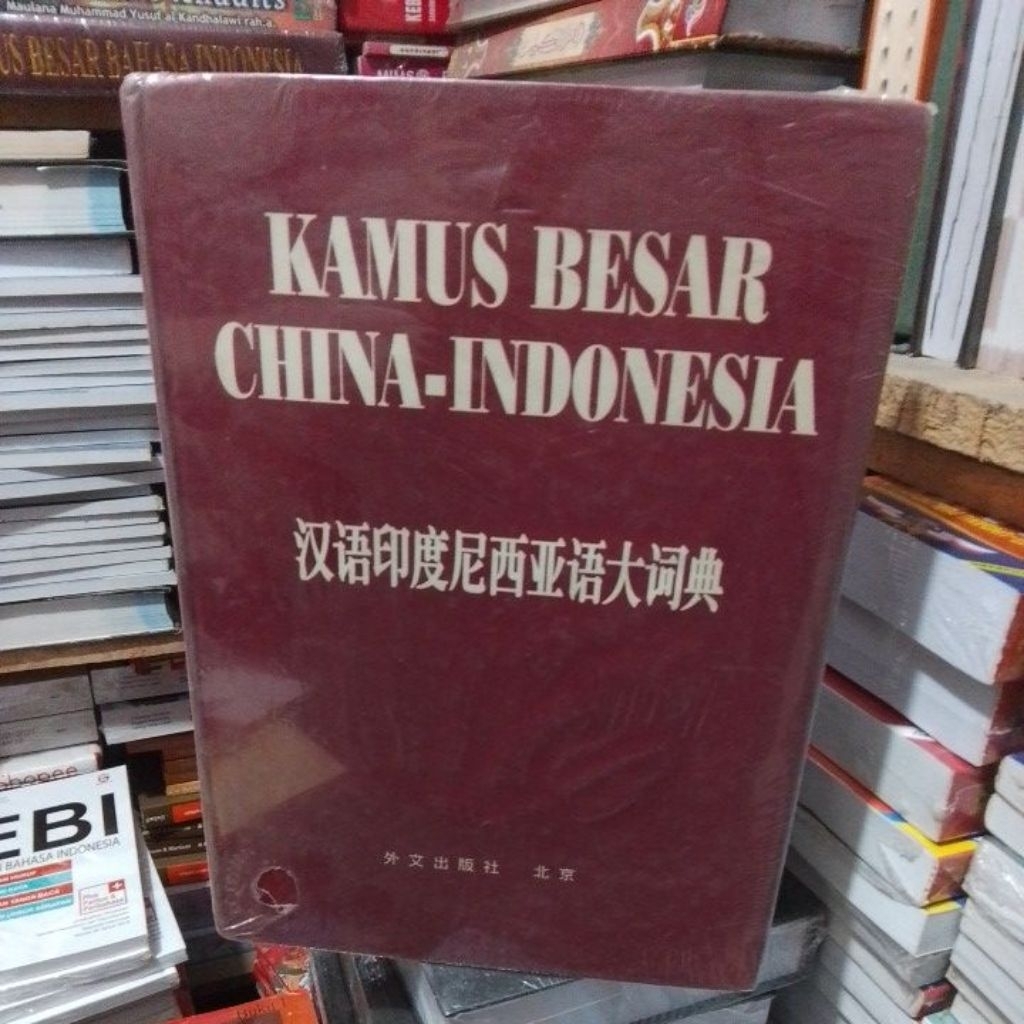 Maulana Muhammad Yusuf al Kandhalawi rah.a.
US BESAR BAHASA INDONESIA
KAMUS BESAR
CHINA-INDONESIA
汉语印度尼西亚语大词典
外文出版社 北京
EBI
BAHASA INDONESIA